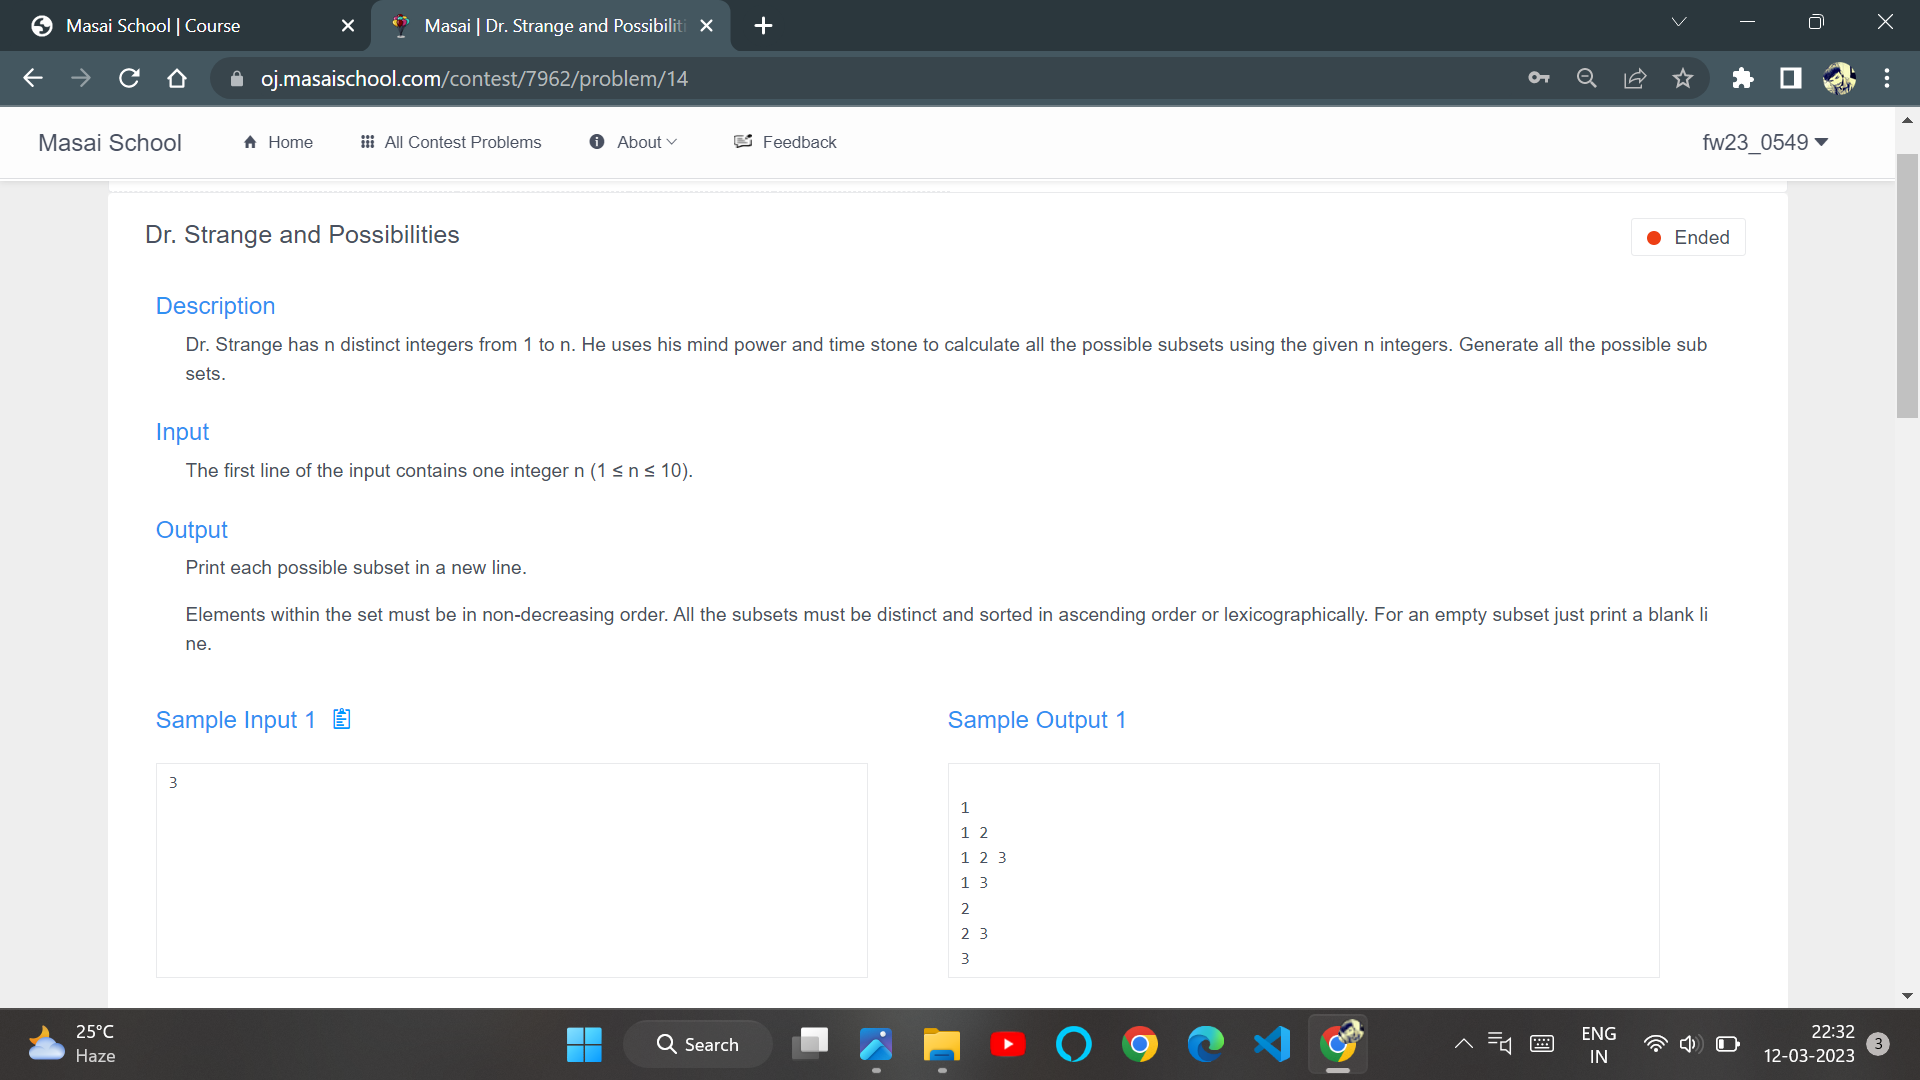 Masai School | Course
Masai | Dr. Strange and Possibiliti
oj.masaischool.com/contest/7962/problem/14
Masai School
Home
All Contest Problems
About
Feedback
fw23_0549
Dr. Strange and Possibilities
Ended
Description
Dr. Strange has n distinct integers from 1 to n. He uses his mind power and time stone to calculate all the possible subsets using the given n integers. Generate all the possible sub
sets.
Input
The first line of the input contains one integer n (1 ≤ n ≤ 10).
Output
Print each possible subset in a new line.
Elements within the set must be in non-decreasing order. All the subsets must be distinct and sorted in ascending order or lexicographically. For an empty subset just print a blank li
ne.
Sample Input 1
3
Sample Output 1
1
1 2
1 2 3
1 3
2
2 3
3
25°C
Haze
Search
ENG
IN
22:32
12-03-2023
3